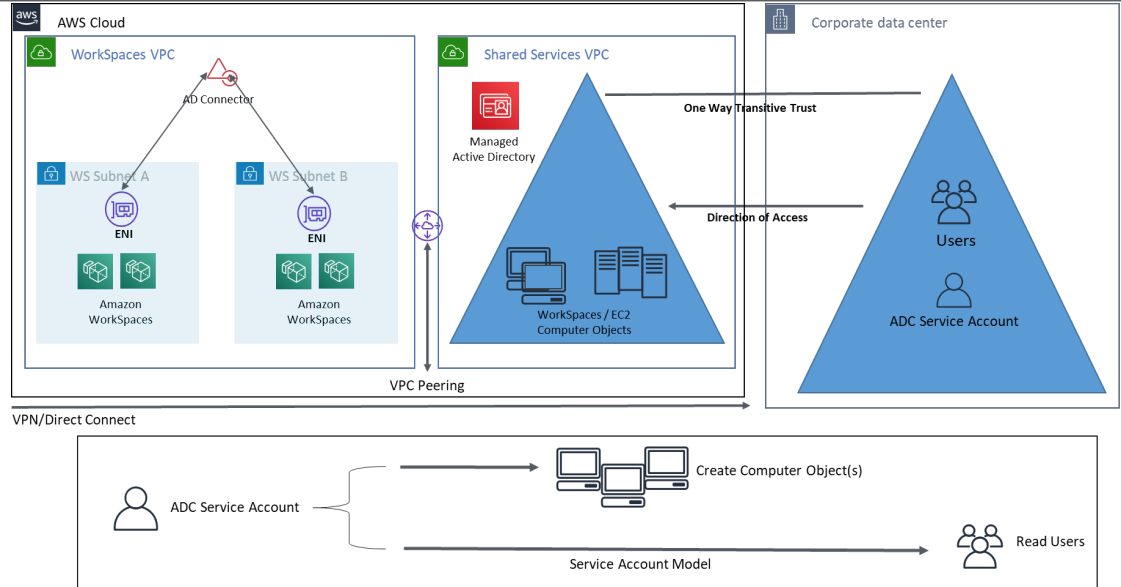 aws
AWS Cloud
Corporate data center
WorkSpaces VPC
Shared Services VPC
AD Connector
One Way Transitive Trust
Managed
Active Directory
WS Subnet A
WS Subnet B
ENI
ENI
Direction of Access
Users
Amazon
WorkSpaces
Amazon
WorkSpaces
WorkSpaces / EC2
Computer Objects
ADC Service Account
VPC Peering
VPN/Direct Connect
Create Computer Object(s)
ADC Service Account
Read Users
Service Account Model